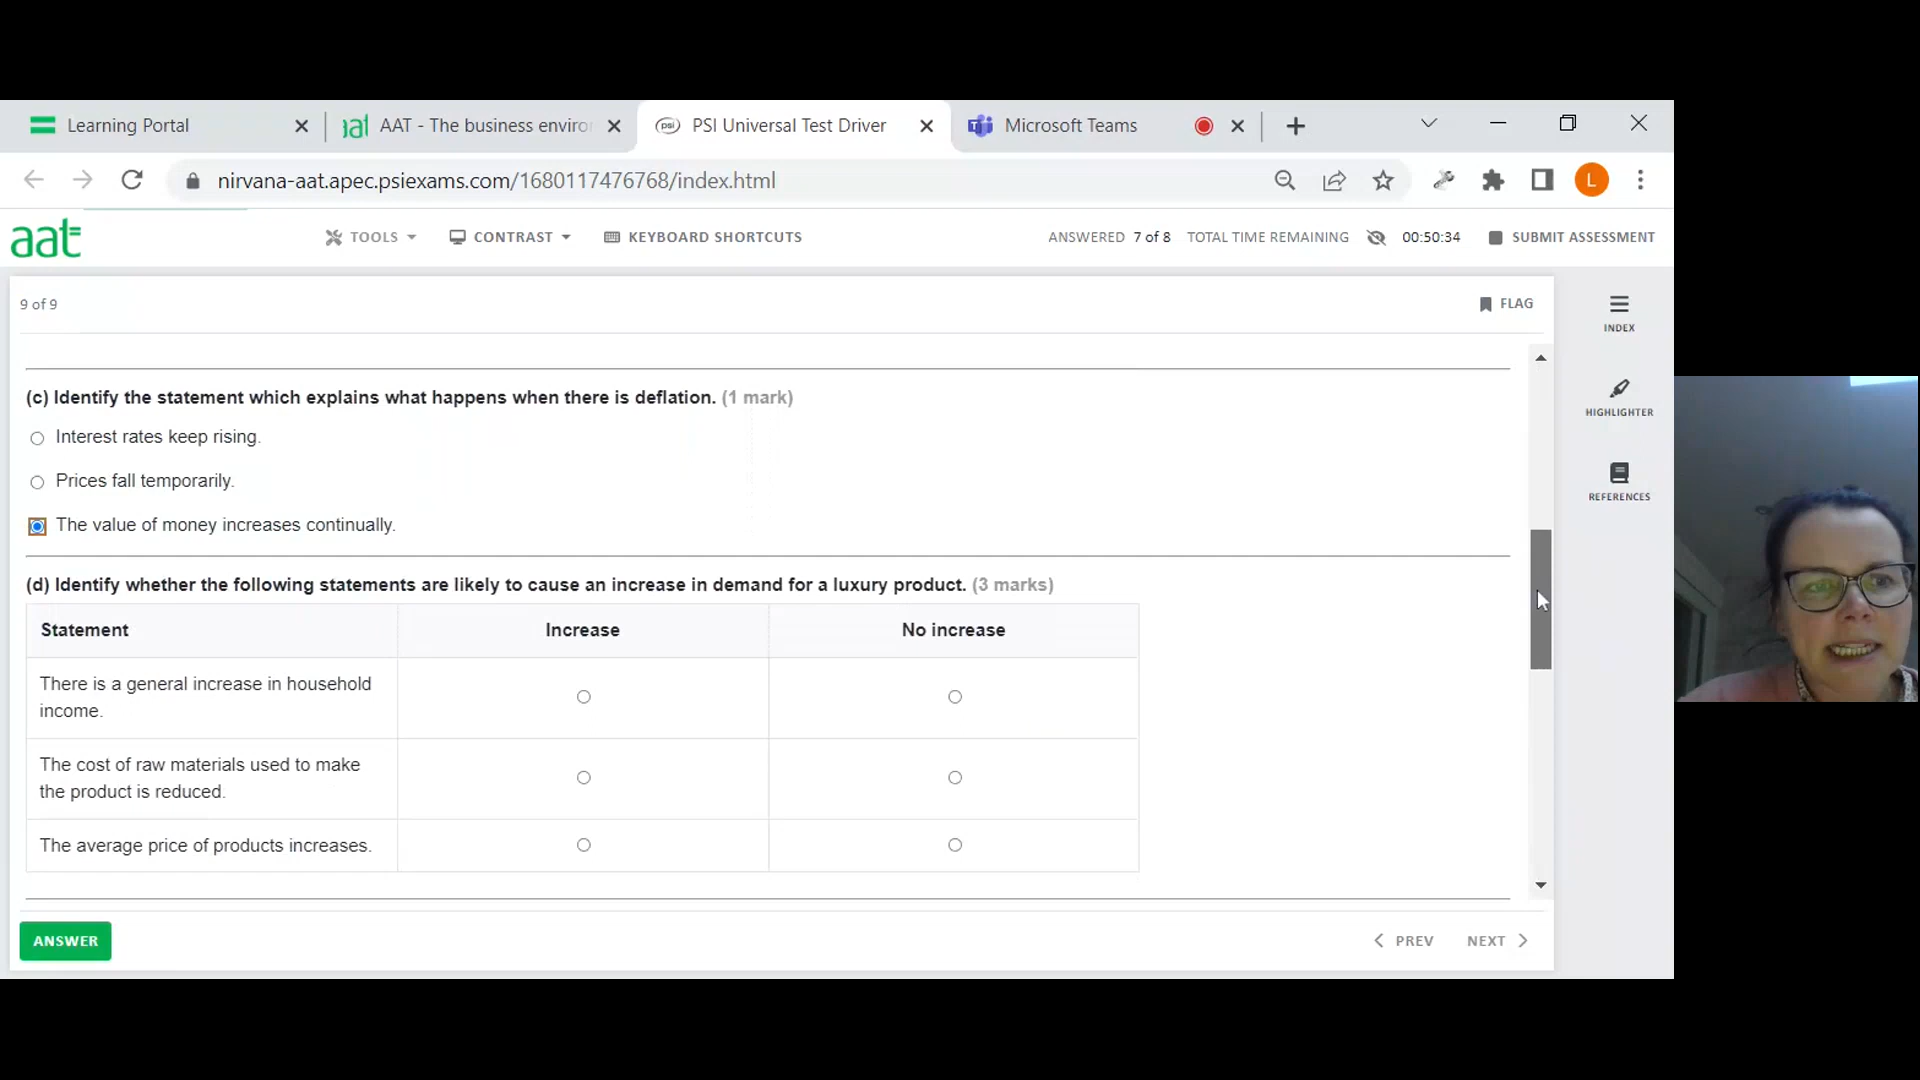 Learning Portal
aat AAT - The business enviro
psi PSI Universal Test Driver
Microsoft Teams
nirvana-aat.apec.psiexams.com/1680117476768/index.html
L
aat
TOOLS
CONTRAST
KEYBOARD SHORTCUTS
ANSWERED 7 of 8 TOTAL TIME REMAINING 00:50:34 SUBMIT ASSESSMENT
9 of 9
FLAG
INDEX
HIGHLIGHTER
REFERENCES
(c) Identify the statement which explains what happens when there is deflation. (1 mark)
Interest rates keep rising.
Prices fall temporarily.
The value of money increases continually.
(d) Identify whether the following statements are likely to cause an increase in demand for a luxury product. (3 marks)
Statement Increase No increase
There is a general increase in household
income.
The cost of raw materials used to make
the product is reduced.
The average price of products increases.
ANSWER
PREV NEXT